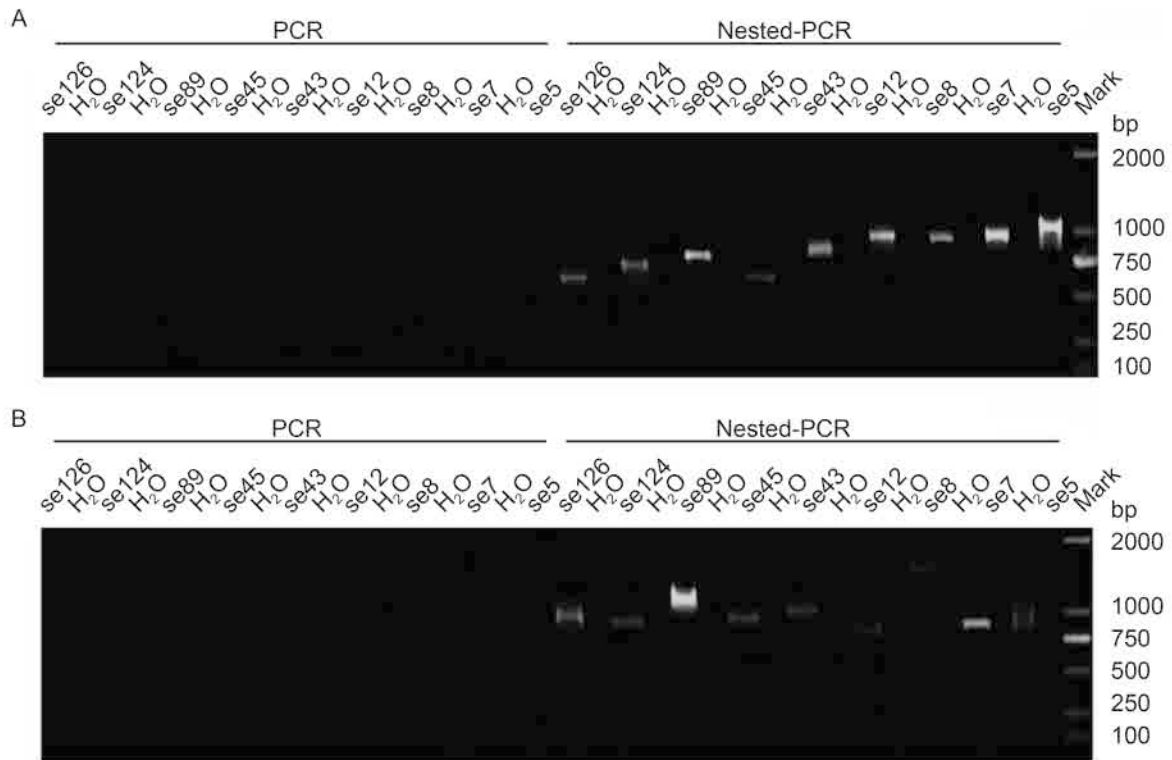 A
PCR Nested-PCR
se126 H₂O se124 H₂O se89 H₂O se45 H₂O se43 H₂O se12 H₂O se8 H₂O se7 H₂O se5 se126 H₂O se124 H₂O se89 H₂O se45 H₂O se43 H₂O se12 H₂O se8 H₂O se7 H₂O se5 Mark
bp
2000
1000
750
500
250
100
B
PCR Nested-PCR
se126 H₂O se124 H₂O se89 H₂O se45 H₂O se43 H₂O se12 H₂O se8 H₂O se7 H₂O se5 se126 H₂O se124 H₂O se89 H₂O se45 H₂O se43 H₂O se12 H₂O se8 H₂O se7 H₂O se5 Mark
bp
2000
1000
750
500
250
100